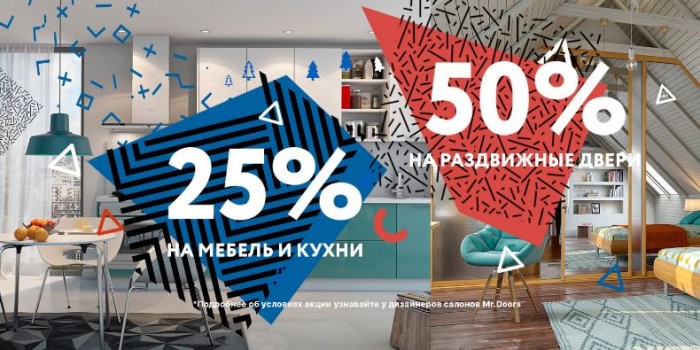 50%
НА РАЗДВИЖНЫЕ ДВЕРИ
25%
НА МЕБЕЛЬ И КУХНИ
*Подробнее об условиях акции узнавайте у дизайнеров салонов Mr.Doors